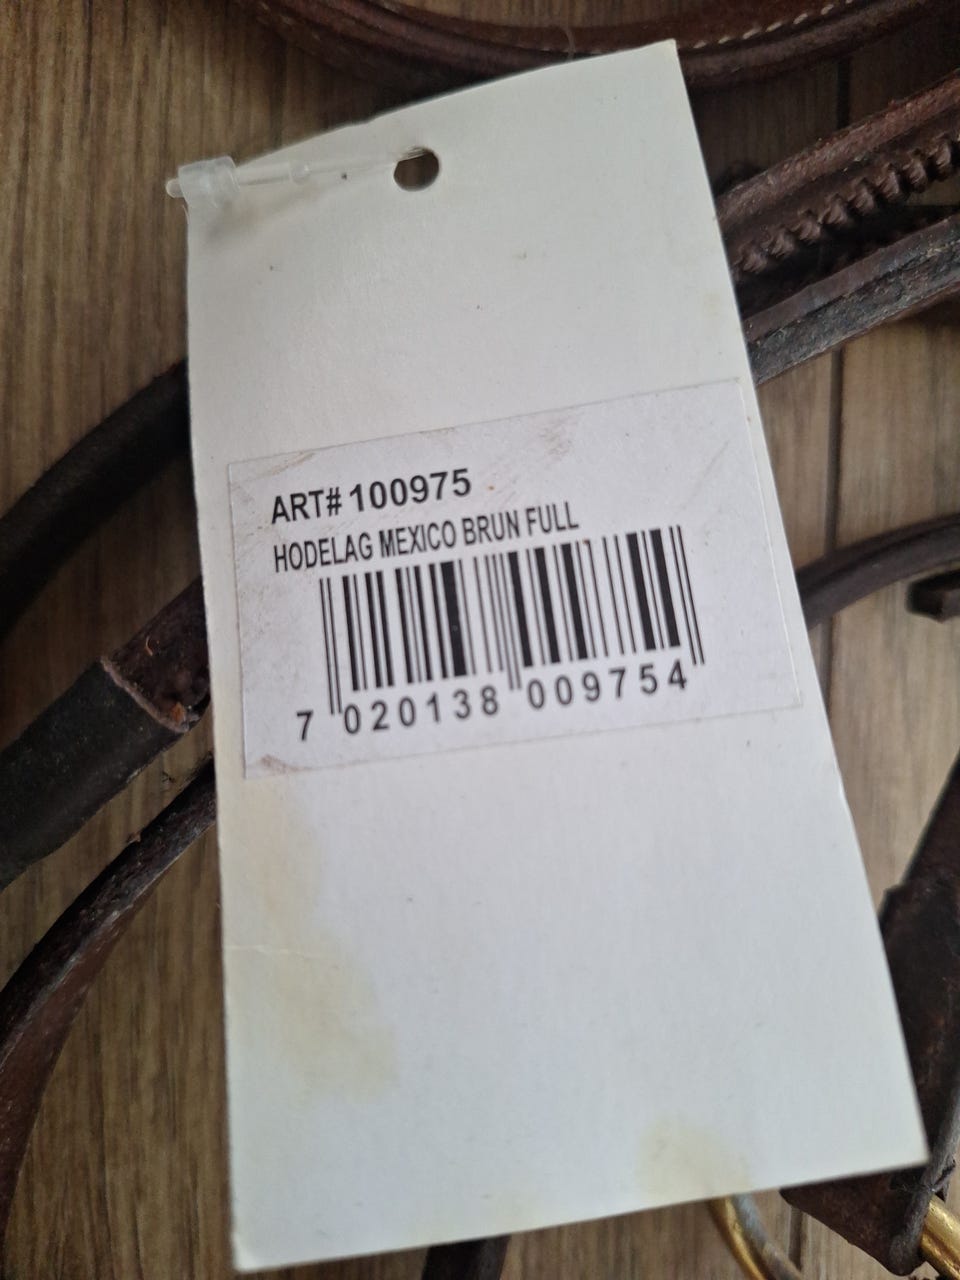 ART# 100975
HODELAG MEXICO BRUN FULL
7 020138 009754